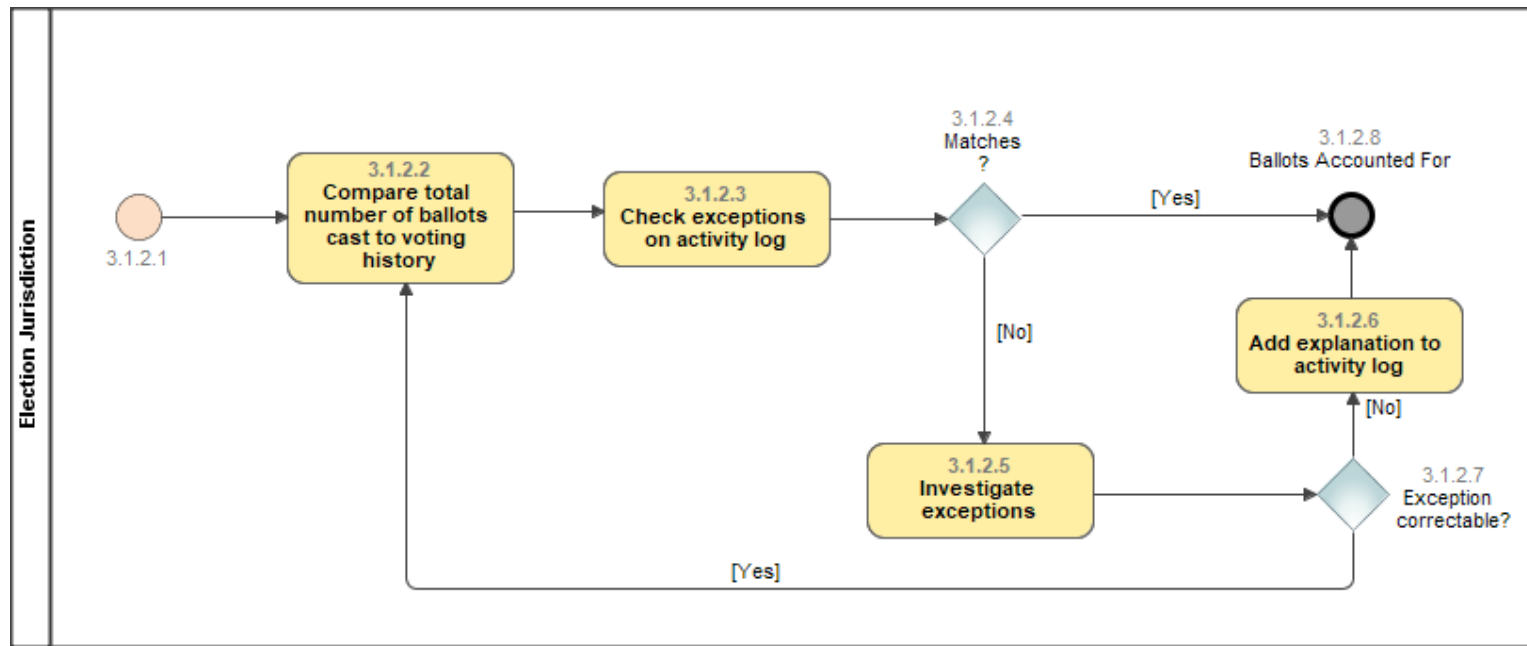 Election Jurisdiction
3.1.2.1
3.1.2.2
Compare total
number of ballots
cast to voting
history
3.1.2.3
Check exceptions
on activity log
3.1.2.4
Matches
?
[Yes]
3.1.2.8
Ballots Accounted For
[No]
3.1.2.6
Add explanation to
activity log
[No]
3.1.2.5
Investigate
exceptions
3.1.2.7
Exception
correctable?
[Yes]